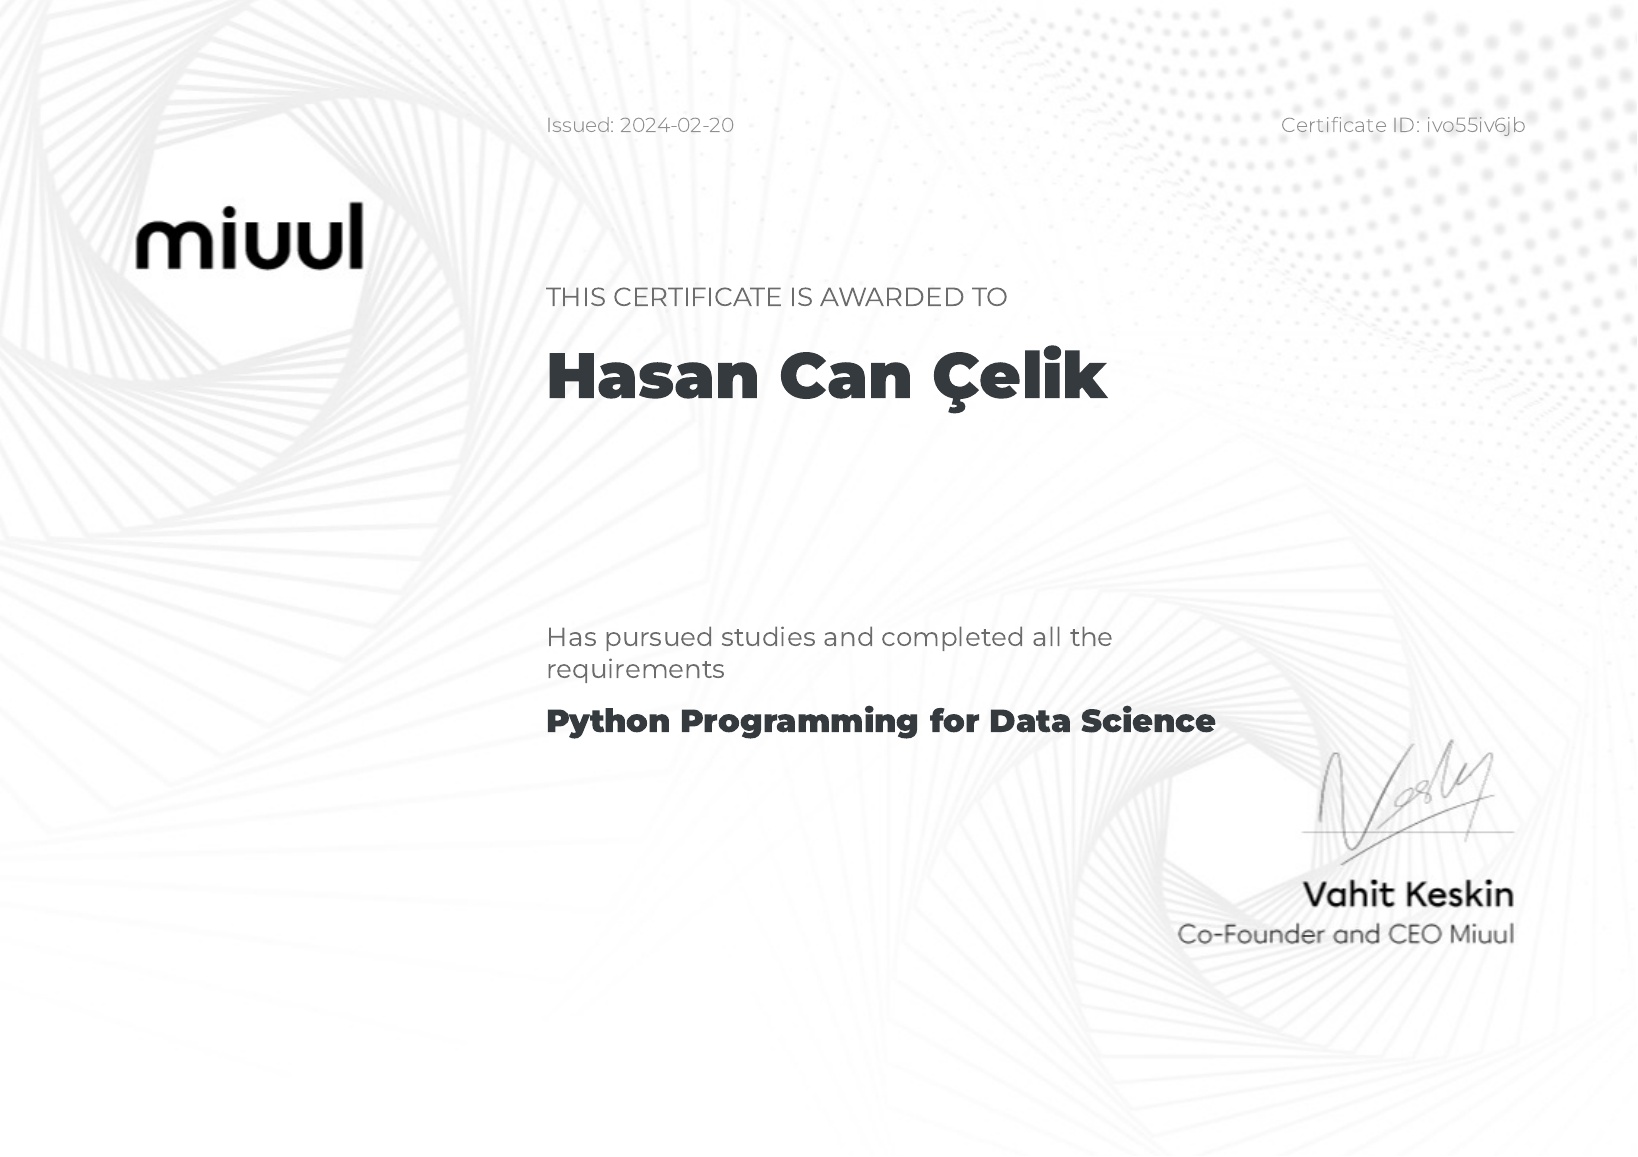 Issued: 2024-02-20
Certificate ID: ivo55iv6jb
miuul
THIS CERTIFICATE IS AWARDED TO
Hasan Can Çelik
Has pursued studies and completed all the
requirements
Python Programming for Data Science
Vahit Keskin
Co-Founder and CEO Miuul